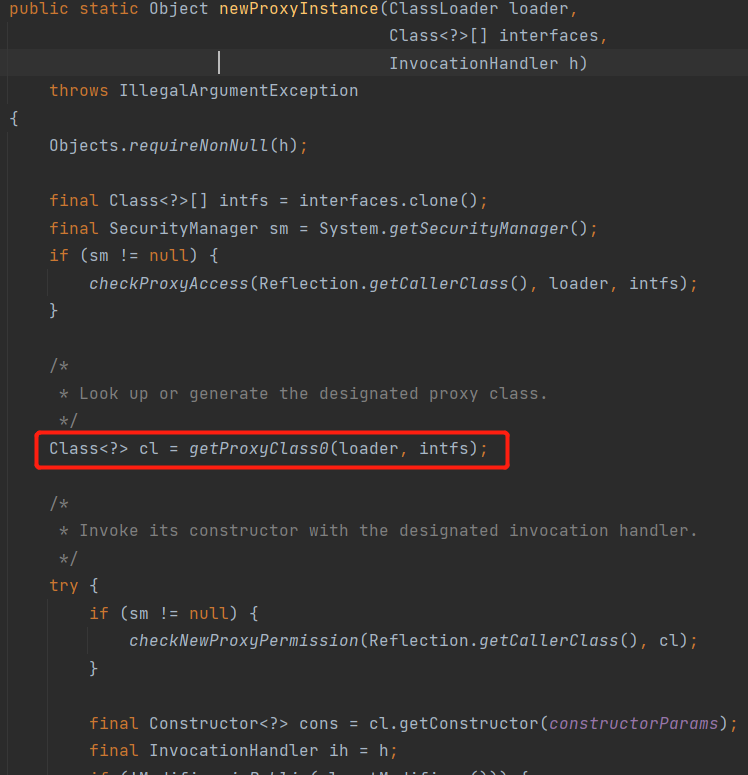 public static Object newProxyInstance(ClassLoader loader,
Class<?>[] interfaces,
InvocationHandler h)
throws IllegalArgumentException
{
Objects.requireNonNull(h);
final Class<?>[] intfs = interfaces.clone();
final SecurityManager sm = System.getSecurityManager();
if (sm != null) {
checkProxyAccess(Reflection.getCallerClass(), loader, intfs);
}
/*
* Look up or generate the designated proxy class.
*/
Class<?> cl = getProxyClass0(loader, intfs);
/*
* Invoke its constructor with the designated invocation handler.
*/
try {
if (sm != null) {
checkNewProxyPermission(Reflection.getCallerClass(), cl);
}
final Constructor<?> cons = cl.getConstructor(constructorParams);
final InvocationHandler ih = h;